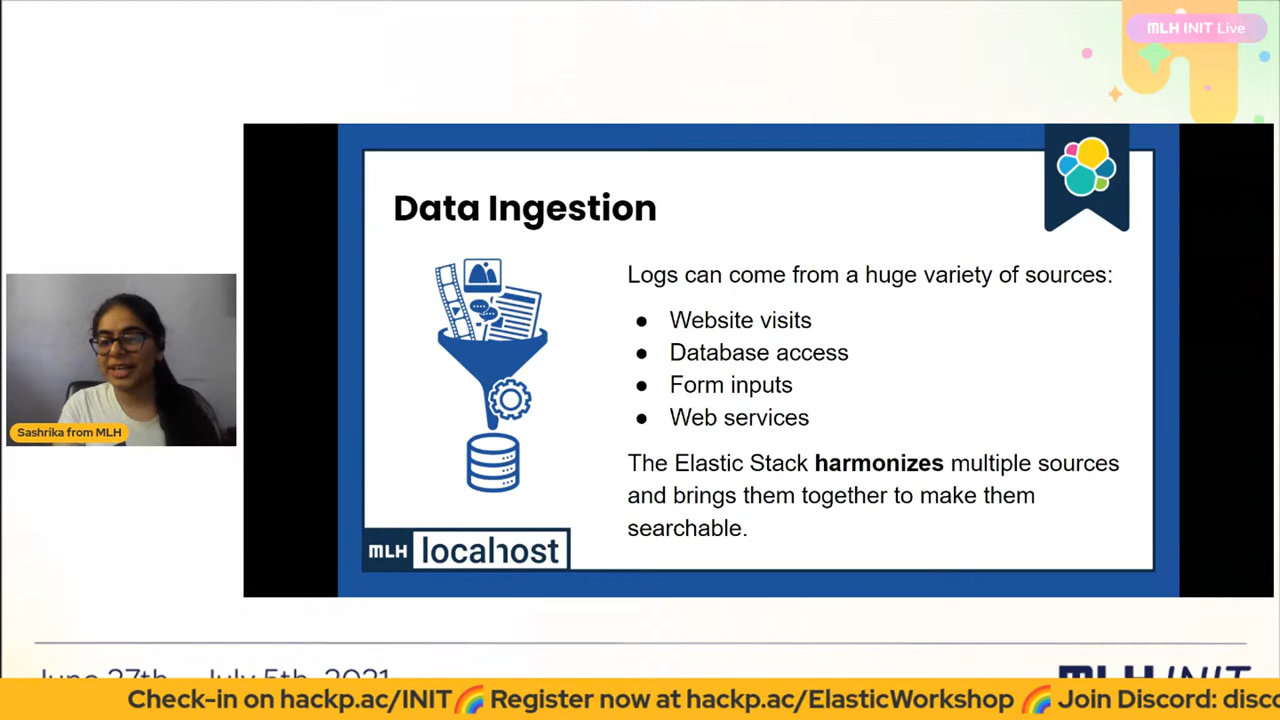 MLH INIT Live
Data Ingestion
Logs can come from a huge variety of sources:
● Website visits
● Database access
● Form inputs
● Web services
The Elastic Stack harmonizes multiple sources
and brings them together to make them
searchable.
MLH localhost
Sashrika from MLH
June 27th - July 5th, 2021
MLH INIT
Check-in on hackp.ac/INIT🌈 Register now at hackp.ac/ElasticWorkshop 🌈 Join Discord: disc